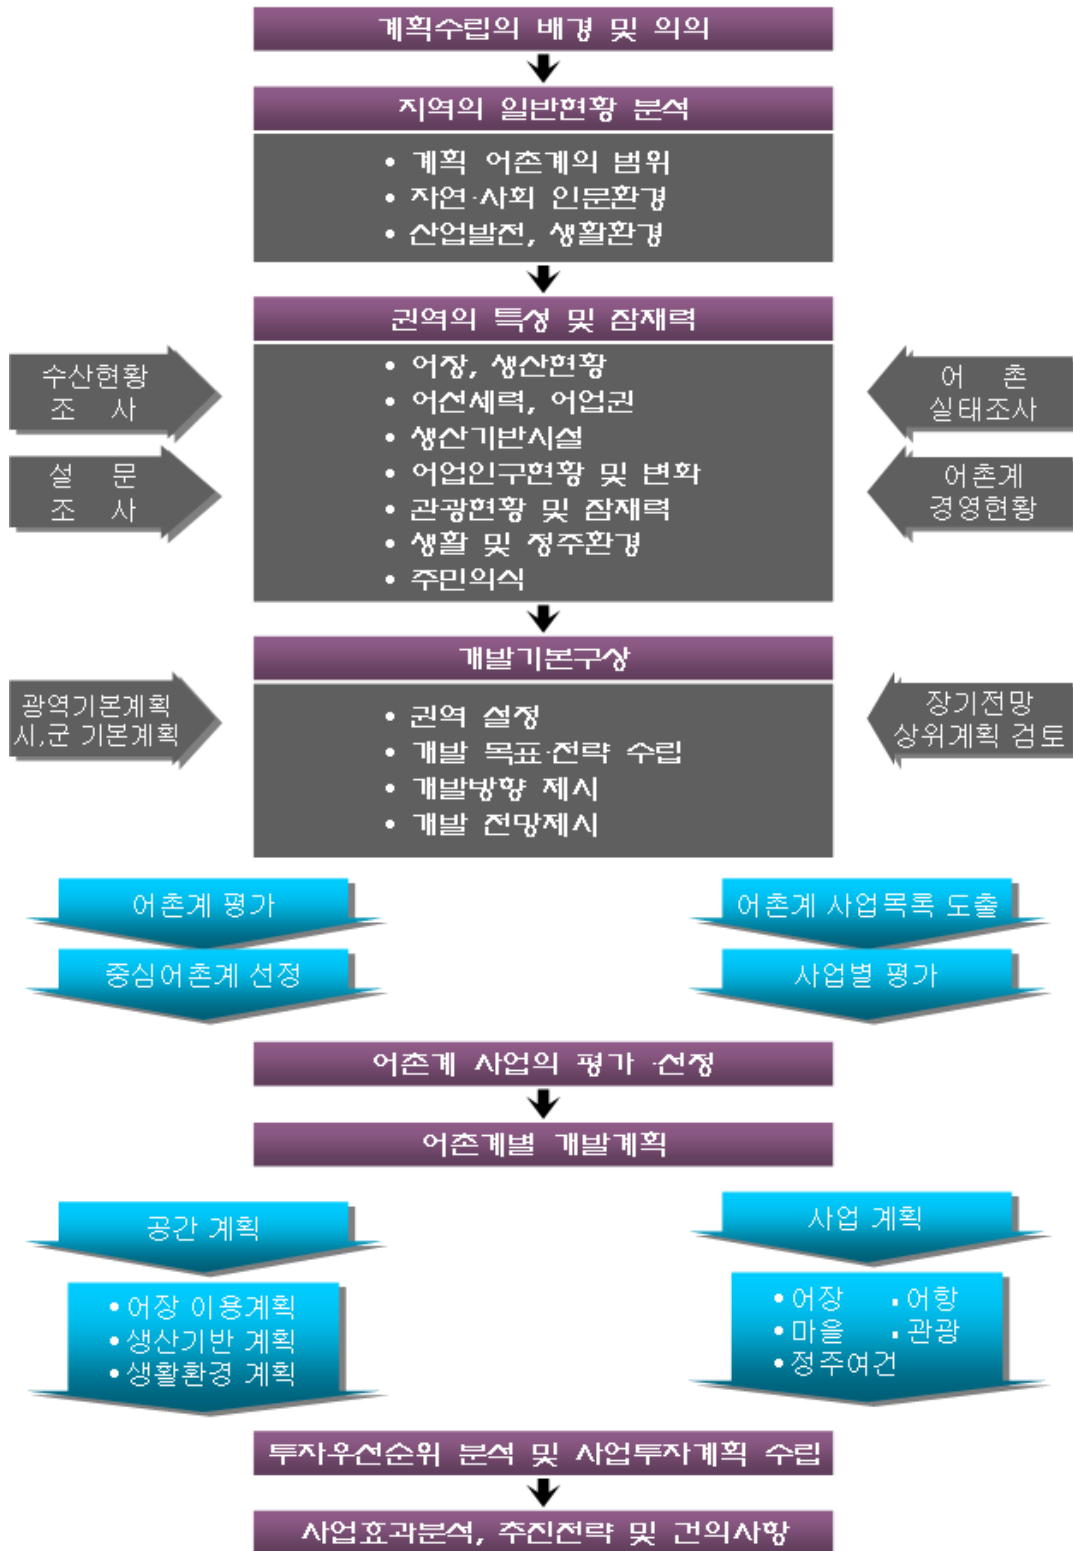 계획수립의 배경 및 의의
지역의 일반현황 분석
• 계획 어촌계의 범위
• 자연·사회 인문환경
• 산업발전, 생활환경
권역의 특성 및 잠재력
수산현황
조 사
설 문
조 사
• 어장, 생산현황
• 어선세력, 어업권
• 생산기반시설
• 어업인구현황 및 변화
• 관광현황 및 잠재력
• 생활 및 정주환경
• 주민의식
어 촌
실태조사
어촌계
경영현황
개발기본구상
광역기본계획
시,군 기본계획
• 권역 설정
• 개발 목표·전략 수립
• 개발방향 제시
• 개발 전망제시
장기전망
상위계획 검토
어촌계 평가
중심어촌계 선정
어촌계 사업목록 도출
사업별 평가
어촌계 사업의 평가 ·선정
어촌계별 개발계획
공간 계획
• 어장 이용계획
• 생산기반 계획
• 생활환경 계획
사업 계획
• 어장 . 어항
• 마을 . 관광
• 정주여건
투자우선순위 분석 및 사업투자계획 수립
사업효과분석, 추진전략 및 건의사항